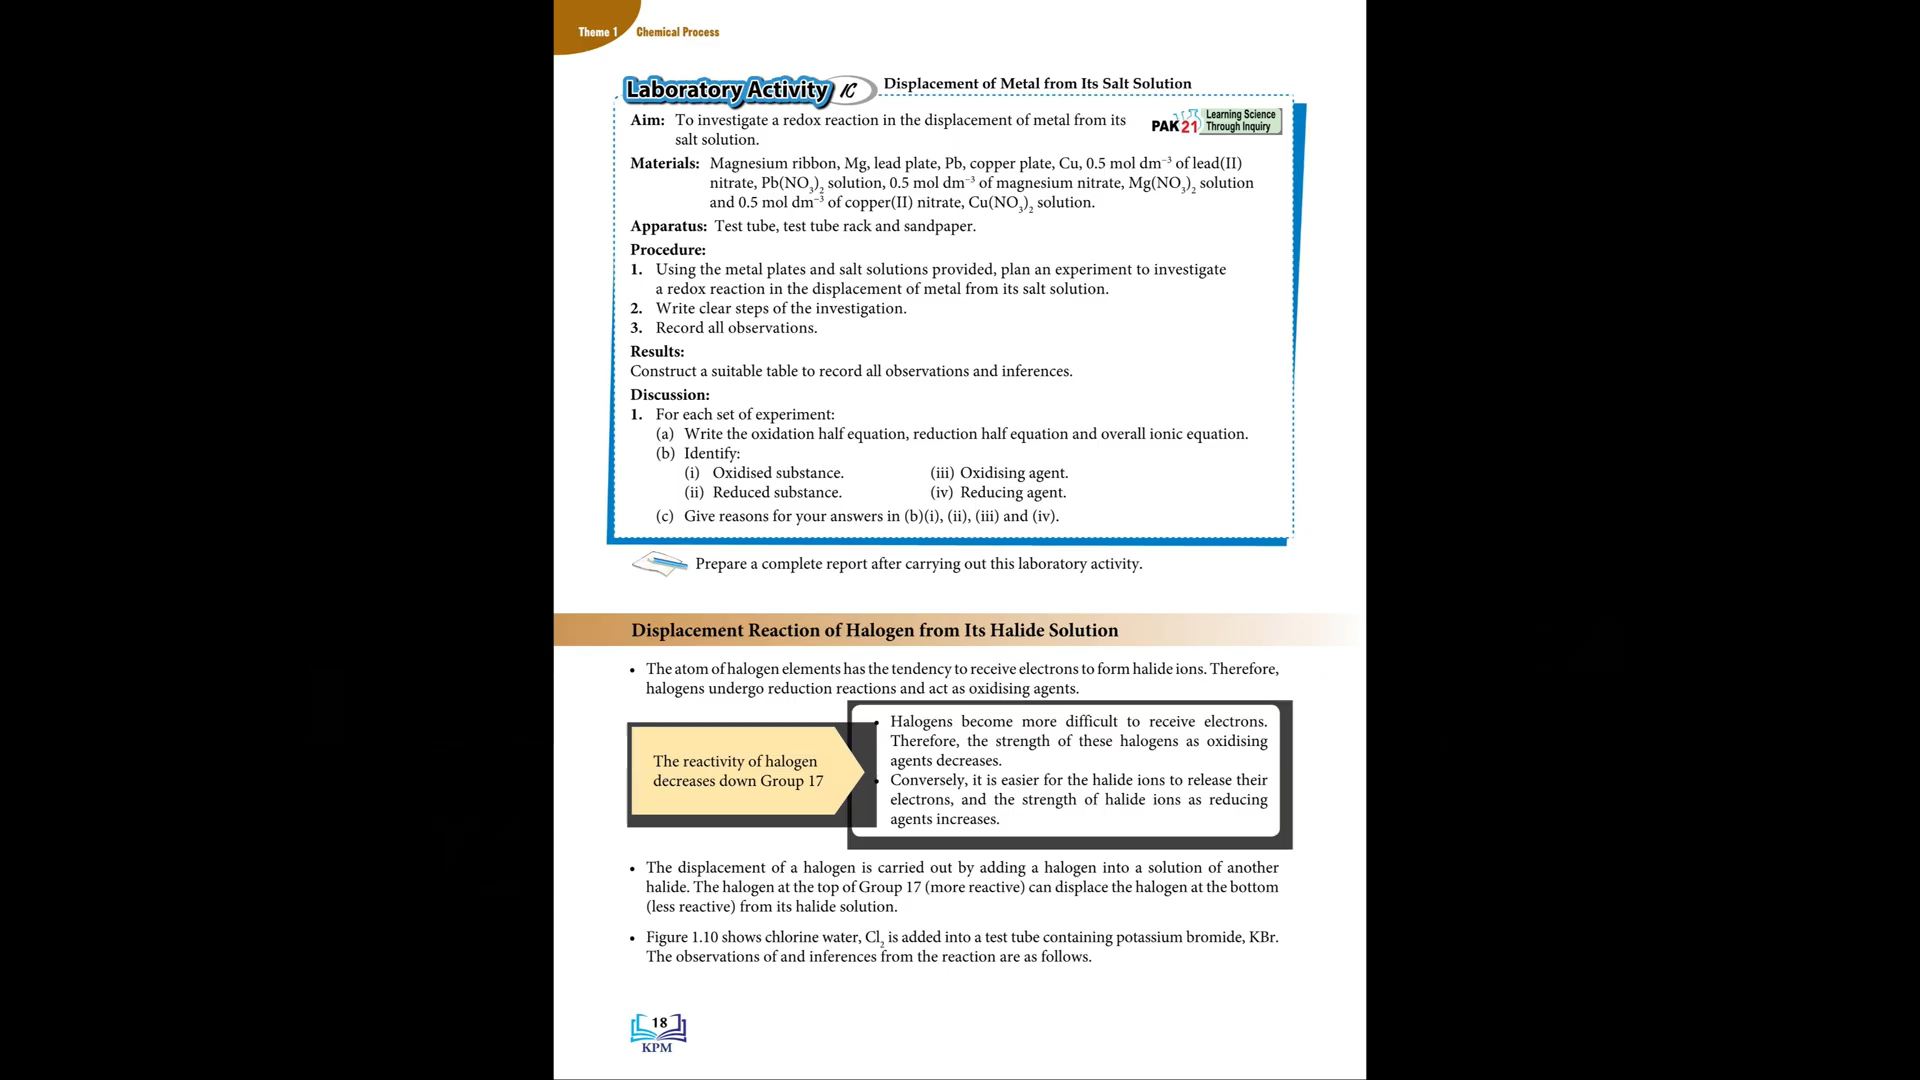 Theme 1 Chemical Process
Laboratory Activity 1C Displacement of Metal from Its Salt Solution
PAK21 Learning Science Through Inquiry
Aim: To investigate a redox reaction in the displacement of metal from its
salt solution.
Materials: Magnesium ribbon, Mg, lead plate, Pb, copper plate, Cu, 0.5 mol dm⁻³ of lead(II)
nitrate, Pb(NO₃)₂ solution, 0.5 mol dm⁻³ of magnesium nitrate, Mg(NO₃)₂ solution
and 0.5 mol dm⁻³ of copper(II) nitrate, Cu(NO₃)₂ solution.
Apparatus: Test tube, test tube rack and sandpaper.
Procedure:
1. Using the metal plates and salt solutions provided, plan an experiment to investigate
a redox reaction in the displacement of metal from its salt solution.
2. Write clear steps of the investigation.
3. Record all observations.
Results:
Construct a suitable table to record all observations and inferences.
Discussion:
1. For each set of experiment:
(a) Write the oxidation half equation, reduction half equation and overall ionic equation.
(b) Identify:
(i) Oxidised substance. (iii) Oxidising agent.
(ii) Reduced substance. (iv) Reducing agent.
(c) Give reasons for your answers in (b)(i), (ii), (iii) and (iv).
Prepare a complete report after carrying out this laboratory activity.
Displacement Reaction of Halogen from Its Halide Solution
• The atom of halogen elements has the tendency to receive electrons to form halide ions. Therefore,
halogens undergo reduction reactions and act as oxidising agents.
The reactivity of halogen
decreases down Group 17
• Halogens become more difficult to receive electrons.
Therefore, the strength of these halogens as oxidising
agents decreases.
• Conversely, it is easier for the halide ions to release their
electrons, and the strength of halide ions as reducing
agents increases.
• The displacement of a halogen is carried out by adding a halogen into a solution of another
halide. The halogen at the top of Group 17 (more reactive) can displace the halogen at the bottom
(less reactive) from its halide solution.
• Figure 1.10 shows chlorine water, Cl₂ is added into a test tube containing potassium bromide, KBr.
The observations of and inferences from the reaction are as follows.
18
KPM